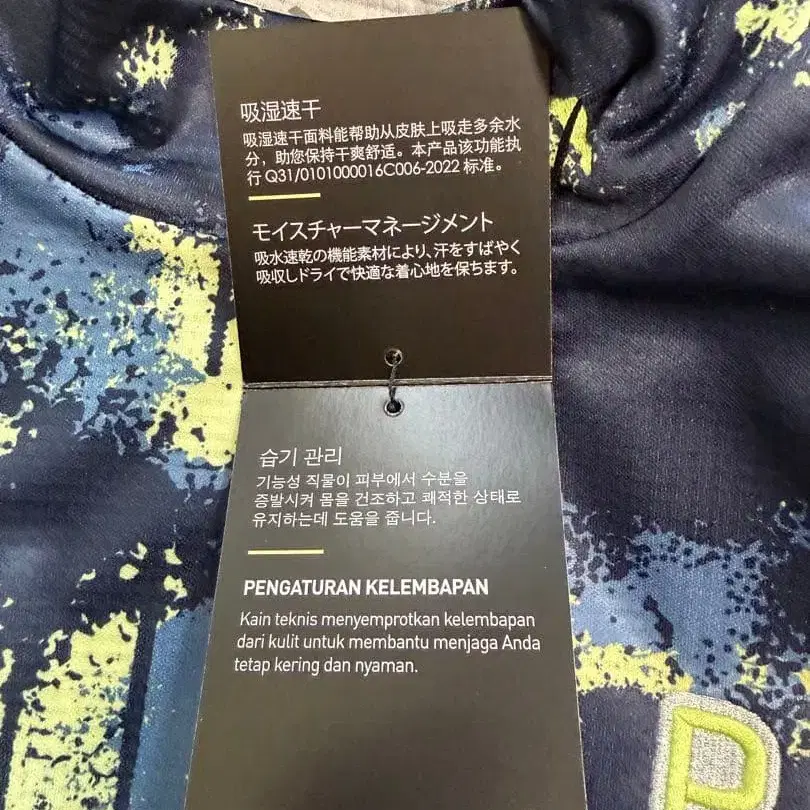 吸湿速干
吸湿速干面料能帮助从皮肤上吸走多余水
分，助您保持干爽舒适。本产品该功能执
行 Q31/0101000016C006-2022 标准。
モイスチャーマネージメント
吸水速乾の機能素材により、汗をすばやく
吸収しドライで快適な着心地を保ちます。
습기 관리
기능성 직물이 피부에서 수분을
증발시켜 몸을 건조하고 쾌적한 상태로
유지하는데 도움을 줍니다.
PENGATURAN KELEMBAPAN
Kain teknis menyemprotkan kelembapan
dari kulit untuk membantu menjaga Anda
tetap kering dan nyaman.
P